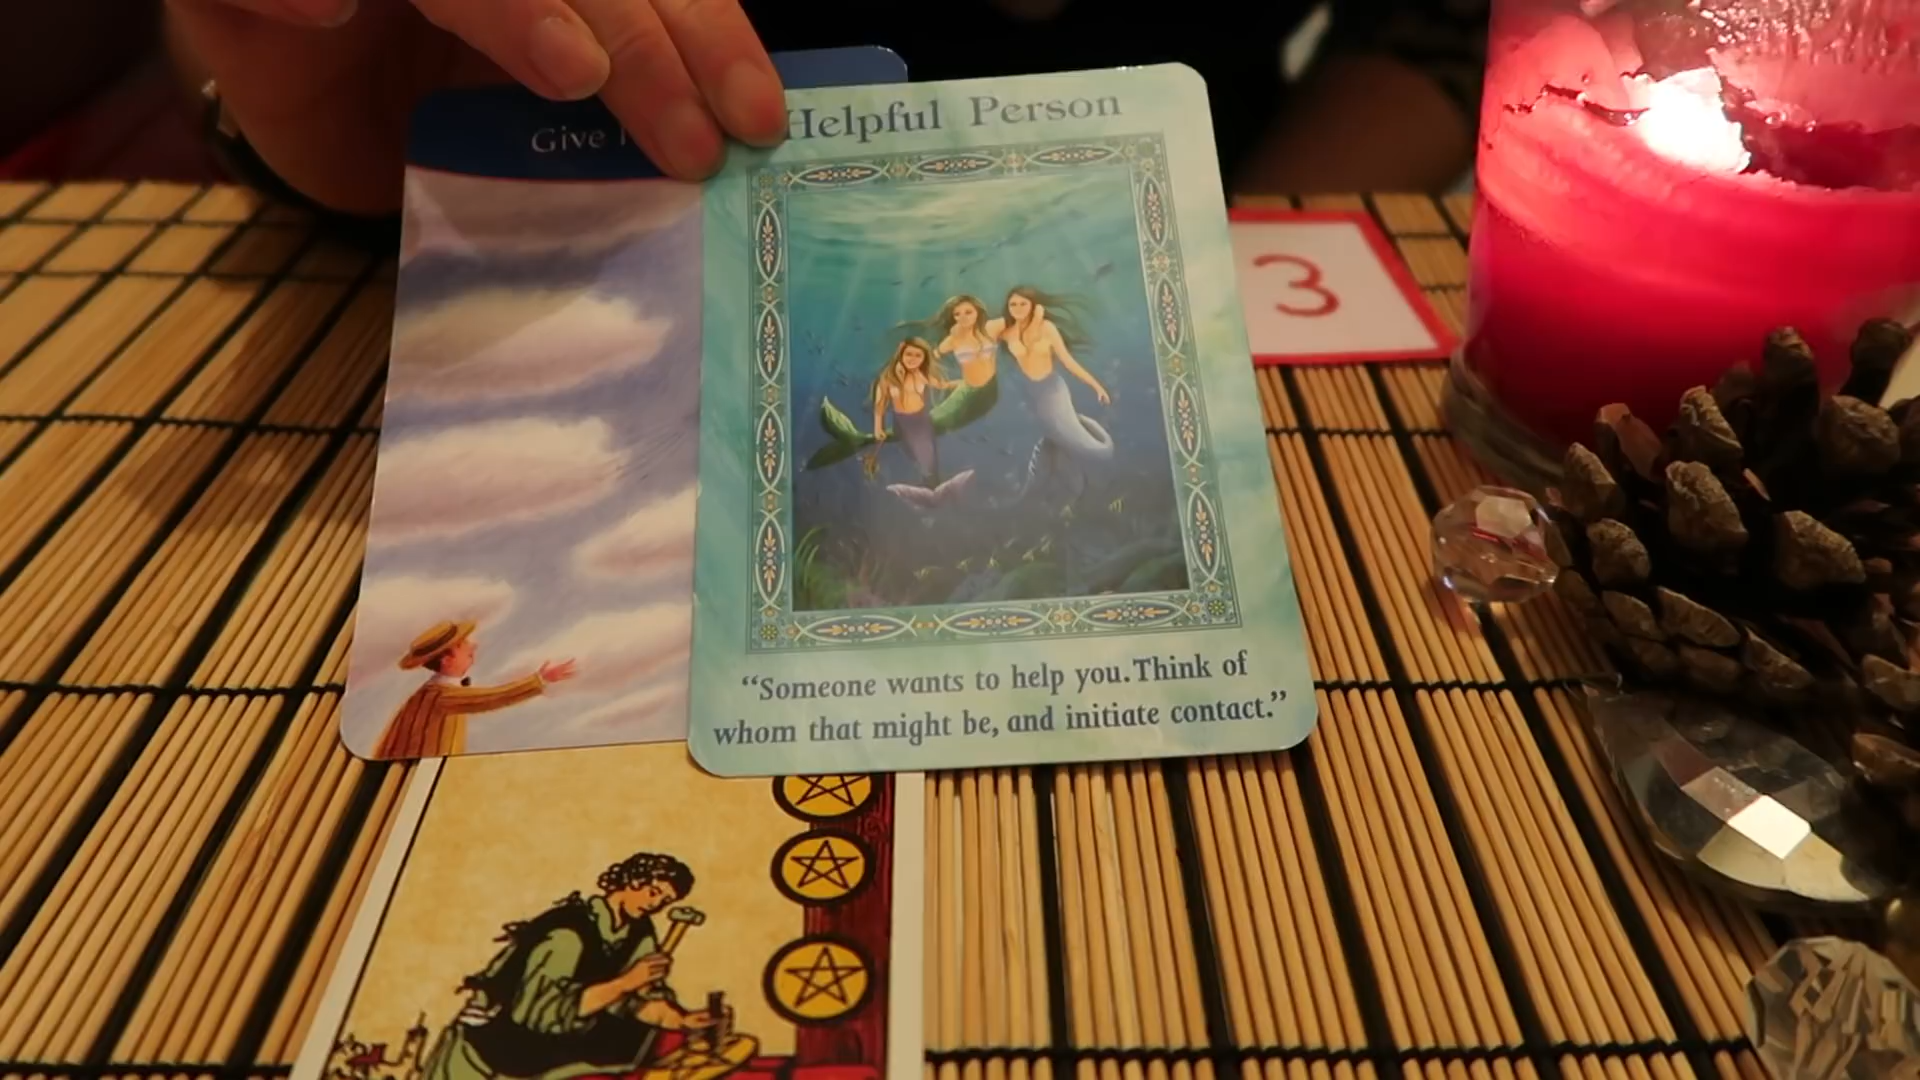 Give
Helpful Person
3
“Someone wants to help you. Think of
whom that might be, and initiate contact.”